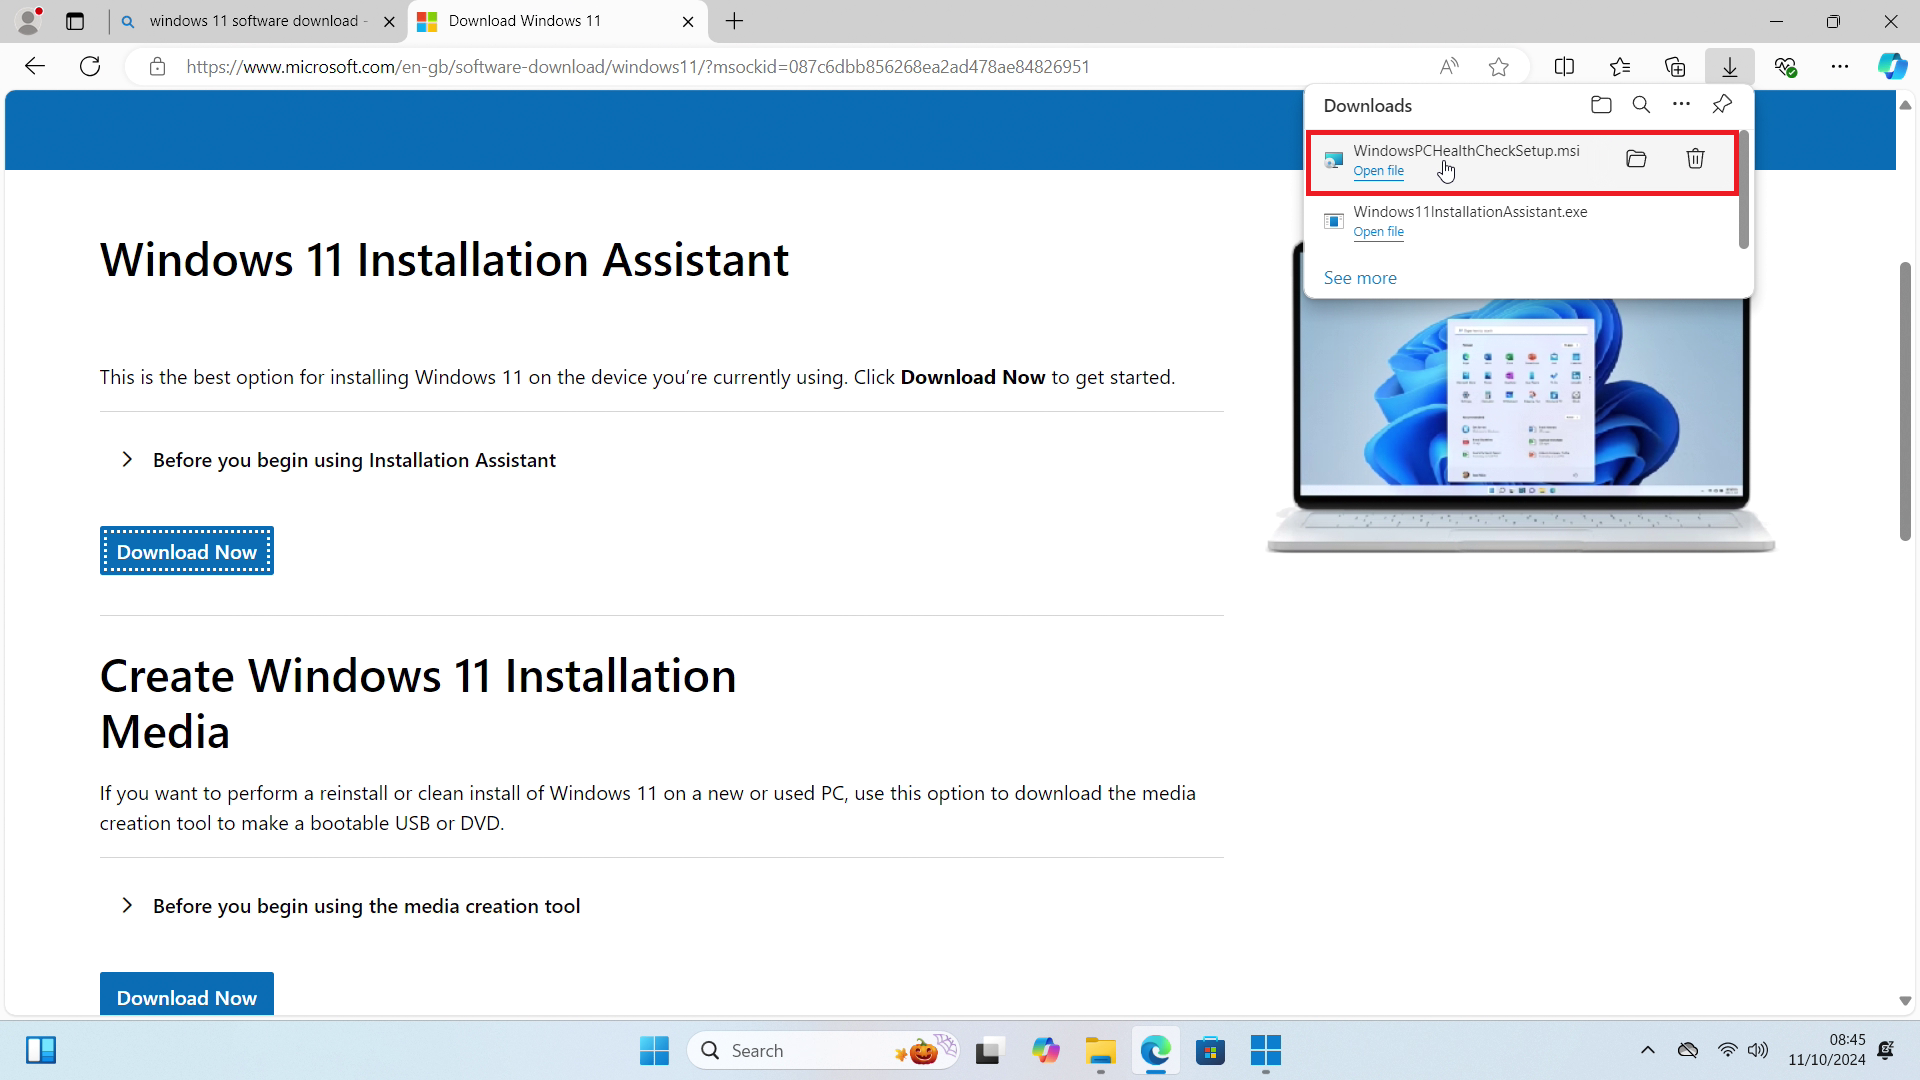 windows 11 software download -
Download Windows 11
https://www.microsoft.com/en-gb/software-download/windows11/?msockid=087c6dbb856268ea2ad478ae84826951
Downloads
WindowsPCHealthCheckSetup.msi
Open file
Windows11InstallationAssistant.exe
Open file
See more
Windows 11 Installation Assistant
This is the best option for installing Windows 11 on the device you’re currently using. Click Download Now to get started.
Before you begin using Installation Assistant
Download Now
Create Windows 11 Installation
Media
If you want to perform a reinstall or clean install of Windows 11 on a new or used PC, use this option to download the media
creation tool to make a bootable USB or DVD.
Before you begin using the media creation tool
Download Now
Search
08:45
11/10/2024